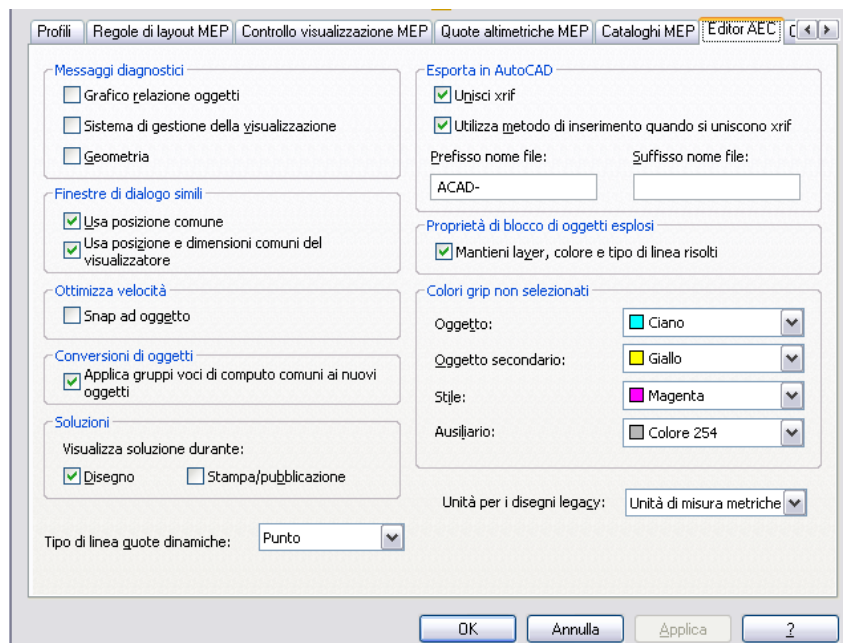 Profili
Regole di layout MEP
Controllo visualizzazione MEP
Quote altimetriche MEP
Cataloghi MEP
Editor AEC
Messaggi diagnostici
Grafico relazione oggetti
Sistema di gestione della visualizzazione
Geometria
Finestre di dialogo simili
Usa posizione comune
Usa posizione e dimensioni comuni del
visualizzatore
Ottimizza velocità
Snap ad oggetto
Conversioni di oggetti
Applica gruppi voci di computo comuni ai nuovi
oggetti
Soluzioni
Visualizza soluzione durante:
Disegno
Stampa/pubblicazione
Tipo di linea quote dinamiche:
Punto
Esporta in AutoCAD
Unisci xrif
Utilizza metodo di inserimento quando si uniscono xrif
Prefisso nome file:
Suffisso nome file:
ACAD-
Proprietà di blocco di oggetti esplosi
Mantieni layer, colore e tipo di linea risolti
Colori grip non selezionati
Oggetto:
Ciano
Oggetto secondario:
Giallo
Stile:
Magenta
Ausiliario:
Colore 254
Unità per i disegni legacy:
Unità di misura metriche
OK
Annulla
Applica
?